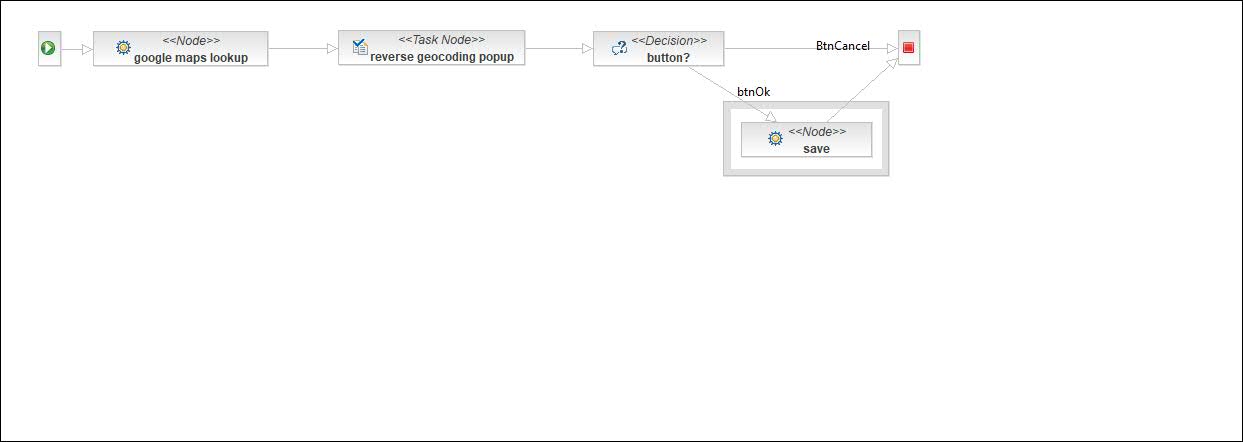 <<Node>>
google maps lookup
<<Task Node>>
reverse geocoding popup
<<Decision>>
button?
BtnCancel
btnOk
<<Node>>
save